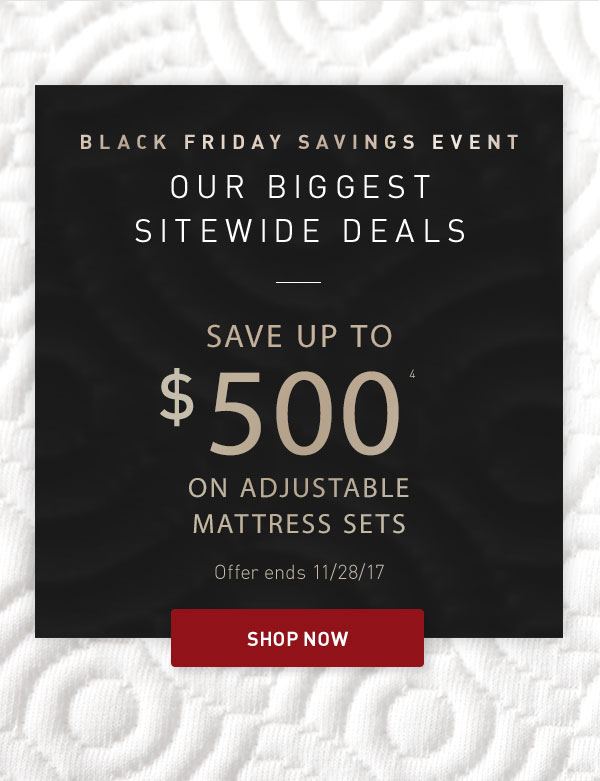 BLACK FRIDAY SAVINGS EVENT
OUR BIGGEST
SITEWIDE DEALS
SAVE UP TO
$500 4
ON ADJUSTABLE
MATTRESS SETS
Offer ends 11/28/17
SHOP NOW